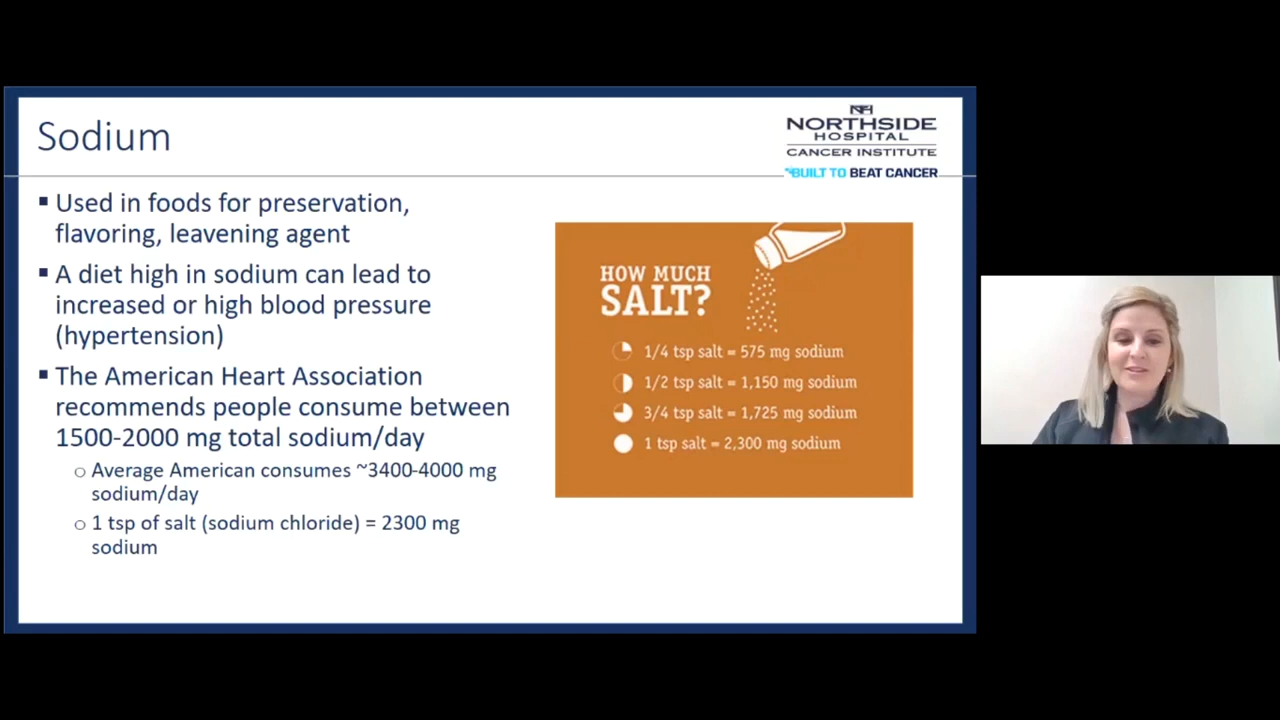 Sodium
NORTHSIDE
HOSPITAL
CANCER INSTITUTE
BUILT TO BEAT CANCER
▪ Used in foods for preservation,
flavoring, leavening agent
▪ A diet high in sodium can lead to
increased or high blood pressure
(hypertension)
▪ The American Heart Association
recommends people consume between
1500-2000 mg total sodium/day
○ Average American consumes ~3400-4000 mg
sodium/day
○ 1 tsp of salt (sodium chloride) = 2300 mg
sodium
HOW MUCH
SALT?
1/4 tsp salt = 575 mg sodium
1/2 tsp salt = 1,150 mg sodium
3/4 tsp salt = 1,725 mg sodium
1 tsp salt = 2,300 mg sodium